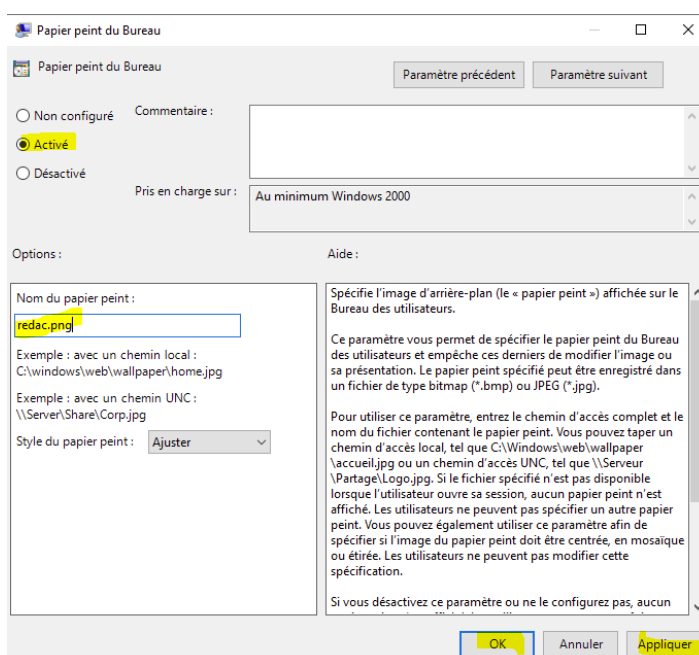 Papier peint du Bureau
Papier peint du Bureau
Paramètre précédent
Paramètre suivant
Non configuré
Commentaire :
Activé
Désactivé
Pris en charge sur :
Au minimum Windows 2000
Options :
Aide :
Nom du papier peint :
redac.png
Exemple : avec un chemin local :
C:\windows\web\wallpaper\home.jpg
Exemple : avec un chemin UNC :
\\Server\Share\Corp.jpg
Style du papier peint :
Ajuster
Spécifie l'image d'arrière-plan (le « papier peint ») affichée sur le
Bureau des utilisateurs.
Ce paramètre vous permet de spécifier le papier peint du Bureau
des utilisateurs et empêche ces derniers de modifier l'image ou
sa présentation. Le papier peint spécifié peut être enregistré dans
un fichier de type bitmap (*.bmp) ou JPEG (*.jpg).
Pour utiliser ce paramètre, entrez le chemin d'accès complet et le
nom du fichier contenant le papier peint. Vous pouvez taper un
chemin d'accès local, tel que C:\Windows\web\wallpaper
\accueil.jpg ou un chemin d'accès UNC, tel que \\Serveur
\Partage\Logo.jpg. Si le fichier spécifié n'est pas disponible
lorsque l'utilisateur ouvre sa session, aucun papier peint n'est
affiché. Les utilisateurs ne peuvent pas spécifier un autre papier
peint. Vous pouvez également utiliser ce paramètre afin de
spécifier si l'image du papier peint doit être centrée, en mosaïque
ou étirée. Les utilisateurs ne peuvent pas modifier cette
spécification.
Si vous désactivez ce paramètre ou ne le configurez pas, aucun
OK
Annuler
Appliquer